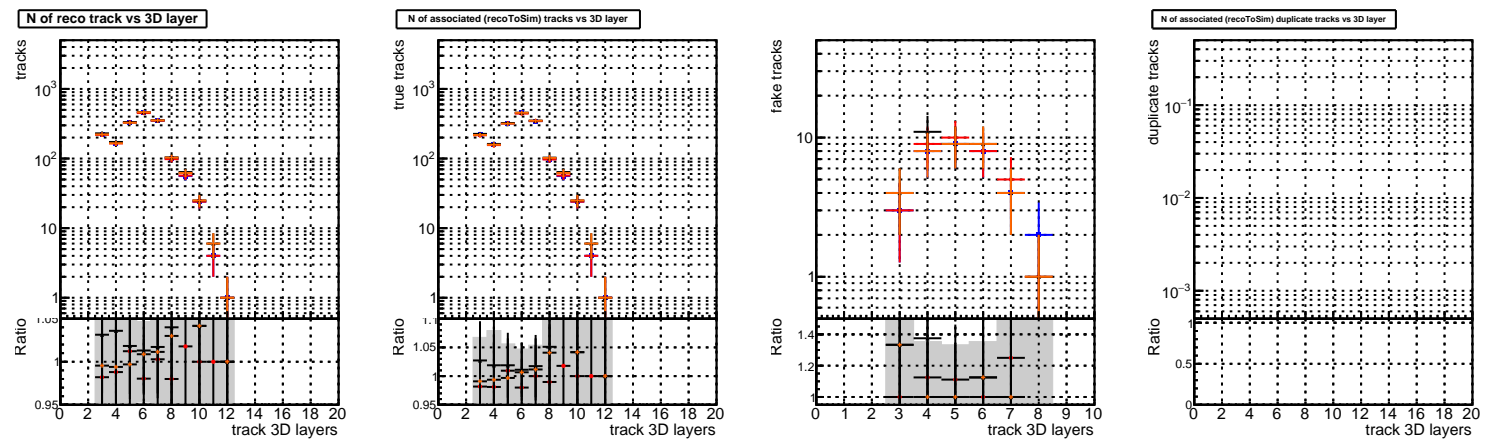 N of reco track vs 3D layer
tracks
10³
10²
10
1
1.05
1
0.95
Ratio
0 2 4 6 8 10 12 14 16 18 20
track 3D layers
N of associated (recoToSim) tracks vs 3D layer
true tracks
10³
10²
10
1
1.1
1.05
1
0.95
Ratio
0 2 4 6 8 10 12 14 16 18 20
track 3D layers
fake tracks
10
1
1.4
1.2
1
Ratio
0 1 2 3 4 5 6 7 8 9 10
track 3D layers
N of associated (recoToSim) duplicate tracks vs 3D layer
duplicate tracks
10⁻¹
10⁻²
10⁻³
1
0.5
0
Ratio
0 2 4 6 8 10 12 14 16 18 20
track 3D layers